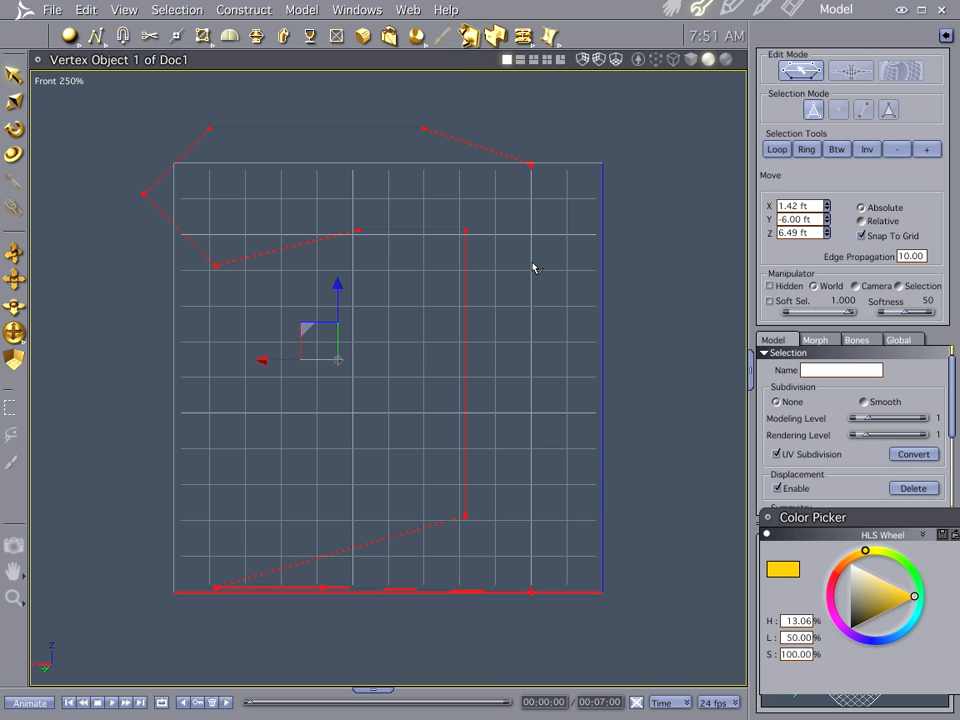 File Edit View Selection Construct Model Windows Web Help
Model
7:51 AM
Vertex Object 1 of Doc1
Front 250%
Edit Mode
Selection Mode
Selection Tools
Loop Ring Btw Inv - +
Move
X 1.42 ft
Y -6.00 ft
Z 6.49 ft
Absolute
Relative
Snap To Grid
Edge Propagation 10.00
Manipulator
Hidden World Camera Selection
Soft Sel. 1.000 Softness 50
Model Morph Bones Global
Selection
Name
Subdivision
None Smooth
Modeling Level 1
Rendering Level 1
UV Subdivision Convert
Displacement
Enable Delete
Color Picker
HLS Wheel
H : 13.06 %
L : 50.00 %
S : 100.00 %
Z
Animate
00:00:00 / 00:07:00
Time
24 fps